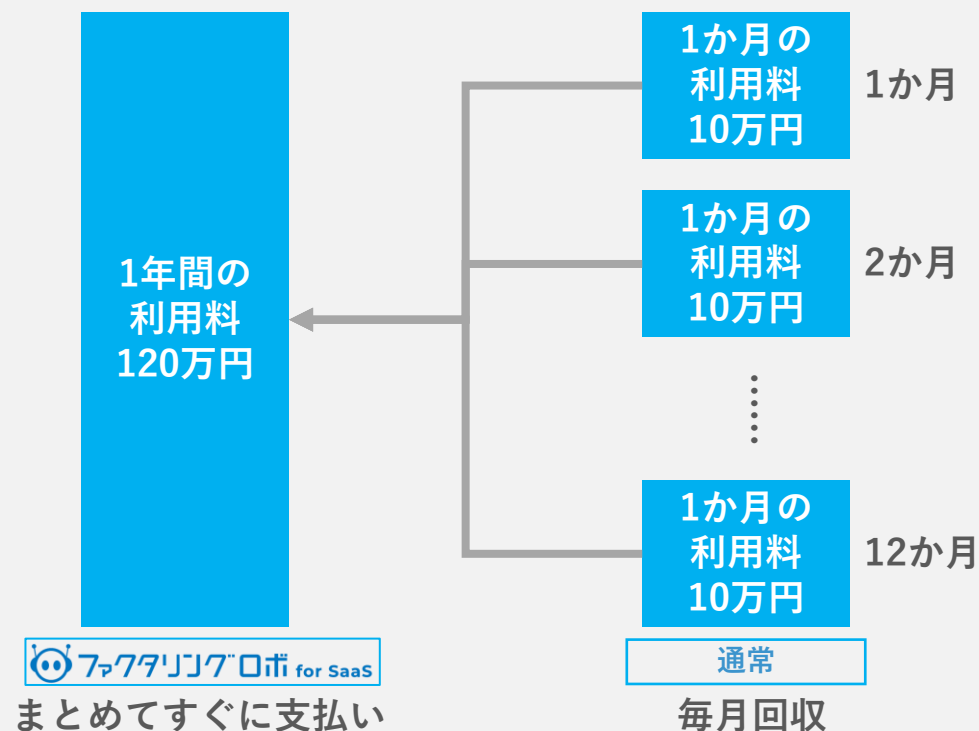 1年間の
利用料
120万円
ファクタリングロボ for SaaS
まとめてすぐに支払い
1か月の
利用料
10万円
1か月
1か月の
利用料
10万円
2か月
1か月の
利用料
10万円
12か月
通常
毎月回収